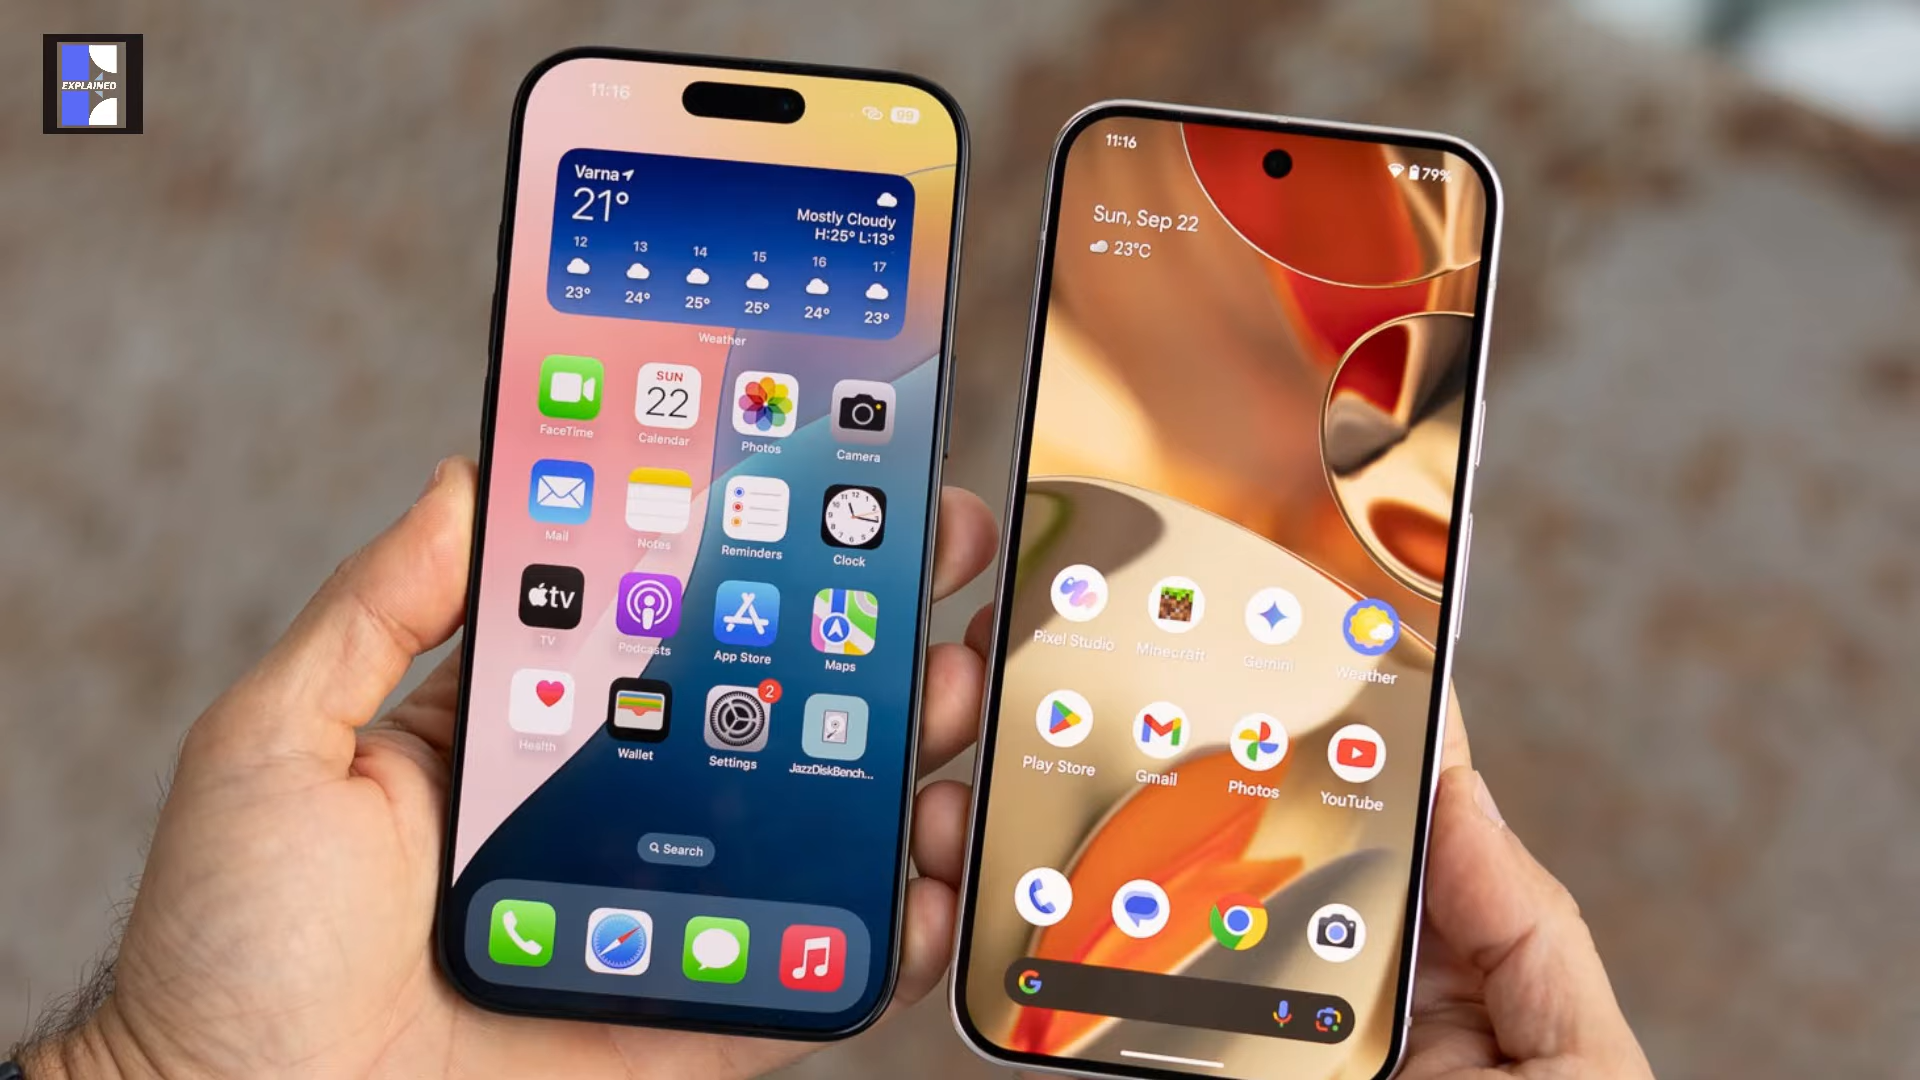 EXPLAINED
11:16
99
Varna
21°
Mostly Cloudy
H:25° L:13°
12 13 14 15 16 17
23° 24° 25° 25° 24° 23°
Weather
SUN
22
FaceTime Calendar Photos Camera
Mail Notes Reminders Clock
tv
TV Podcasts App Store Maps
2
Health Wallet Settings JazzDiskBench...
Search
11:16
79%
Sun, Sep 22
23°C
Pixel Studio Minecraft Gemini Weather
Play Store Gmail Photos YouTube
G